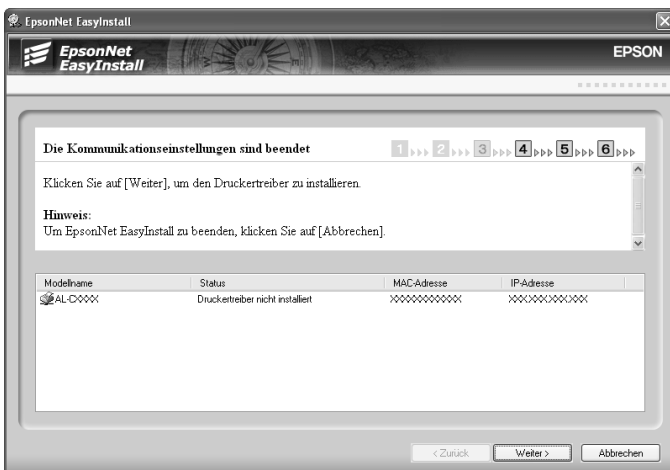 EpsonNet EasyInstall
EpsonNet
EasyInstall
EPSON
Die Kommunikationseinstellungen sind beendet
1 2 3 4 5 6
Klicken Sie auf [Weiter], um den Druckertreiber zu installieren.
Hinweis:
Um EpsonNet EasyInstall zu beenden, klicken Sie auf [Abbrechen].
Modellname Status MAC-Adresse IP-Adresse
AL-CXXXX Druckertreiber nicht installiert XXXXXXXXXXXX XXX.XXX.XXX.XXX
< Zurück Weiter > Abbrechen